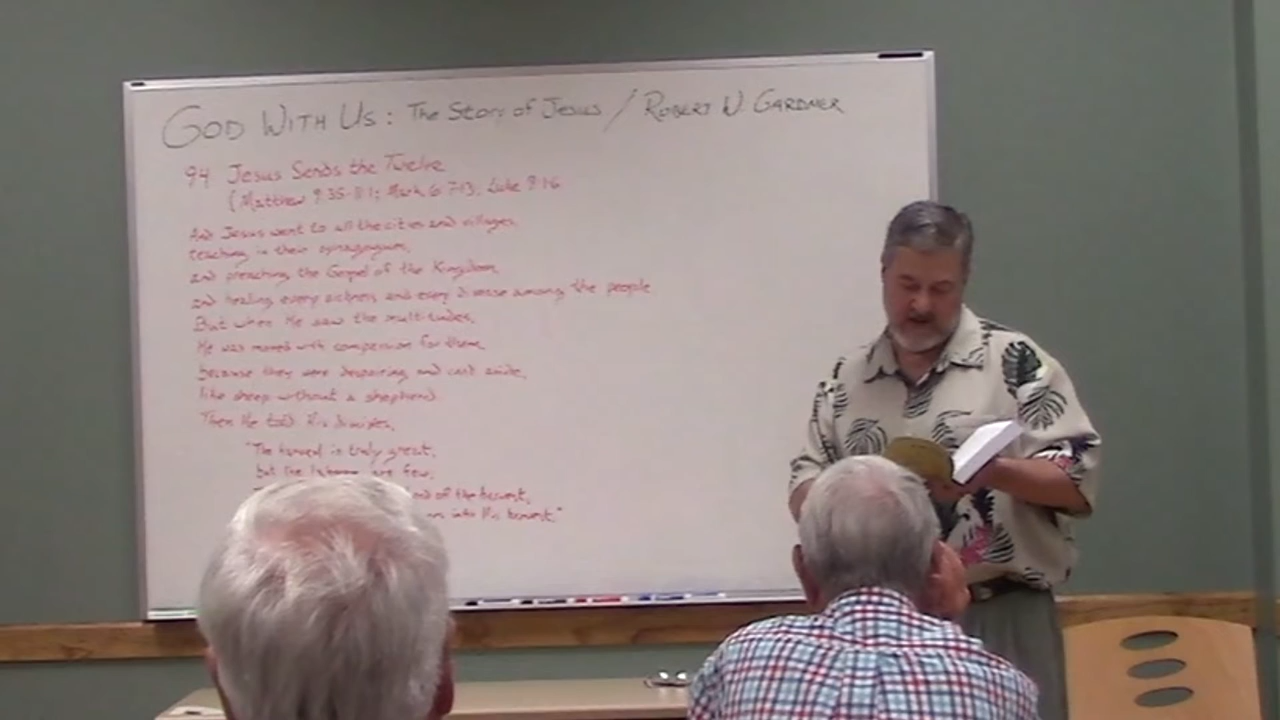 GOD WITH US: The Story of Jesus / ROBERT W. GARDNER
94 Jesus Sends the Twelve
(Matthew 9:35-11:1; Mark 6:7-13; Luke 9:1-6
And Jesus went to all the cities and villages,
teaching in their synagogues,
and preaching the Gospel of the Kingdom,
and healing every sickness and every disease among the people
But when He saw the multitudes,
He was moved with compassion for them,
because they were despairing and cast aside,
like sheep without a shepherd.
Then He told His disciples,
"The harvest is truly great,
but the laborers are few.
of the harvest,
into His harvest."